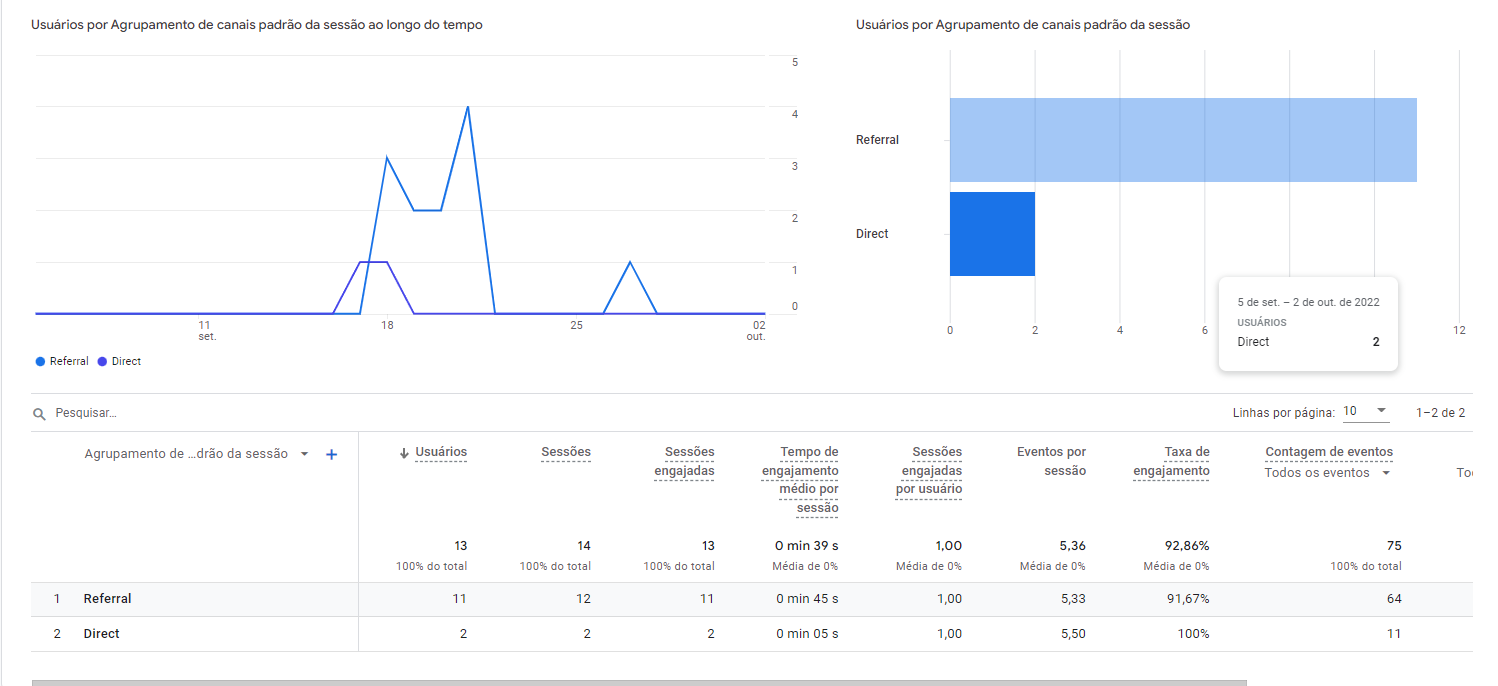 Usuários por Agrupamento de canais padrão da sessão ao longo do tempo
5
4
3
2
1
0
11
set.
18
25
02
out.
Referral
Direct
Usuários por Agrupamento de canais padrão da sessão
Referral
Direct
0
2
4
6
12
5 de set. – 2 de out. de 2022
USUÁRIOS
Direct 2
Pesquisar...
Linhas por página: 10 1–2 de 2
Agrupamento de ...drão da sessão +
Usuários
Sessões
Sessões
engajadas
Tempo de
engajamento
médio por
sessão
Sessões
engajadas
por usuário
Eventos por
sessão
Taxa de
engajamento
Contagem de eventos
Todos os eventos
13 14 13 0 min 39 s 1,00 5,36 92,86% 75
100% do total 100% do total 100% do total Média de 0% Média de 0% Média de 0% Média de 0% 100% do total
1 Referral 11 12 11 0 min 45 s 1,00 5,33 91,67% 64
2 Direct 2 2 2 0 min 05 s 1,00 5,50 100% 11